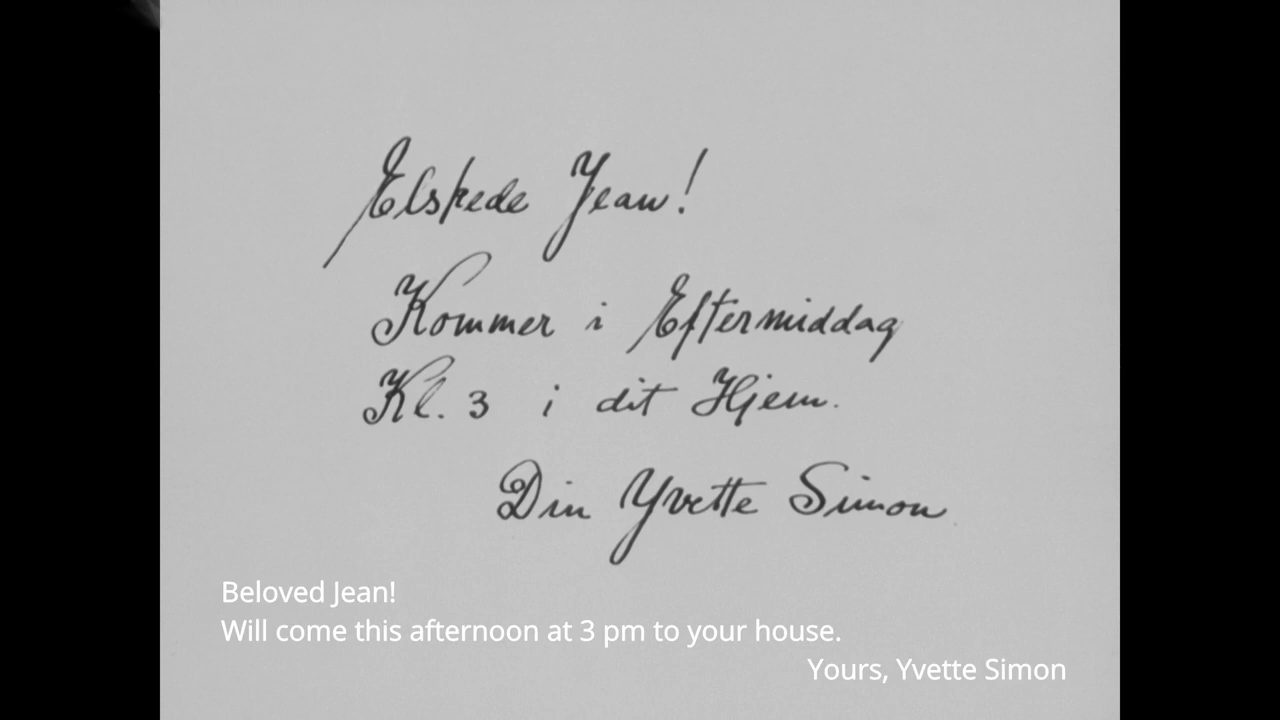 Elskede Jean!
Kommer i Eftermiddag
Kl. 3 i dit Hjem.
Din Yvette Simon
Beloved Jean!
Will come this afternoon at 3 pm to your house.
Yours, Yvette Simon